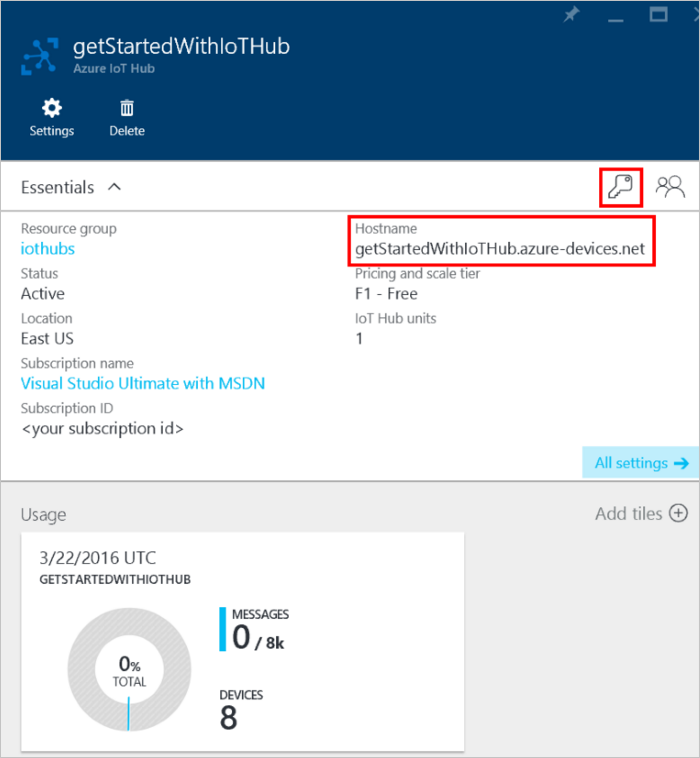 getStartedWithIoTHub
Azure IoT Hub
Settings
Delete
Essentials
Resource group
iothubs
Hostname
getStartedWithIoTHub.azure-devices.net
Status
Active
Pricing and scale tier
F1 - Free
Location
East US
IoT Hub units
1
Subscription name
Visual Studio Ultimate with MSDN
Subscription ID
<your subscription id>
All settings
Usage
Add tiles
3/22/2016 UTC
GETSTARTEDWITHIOTHUB
0%
TOTAL
MESSAGES
0 / 8k
DEVICES
8